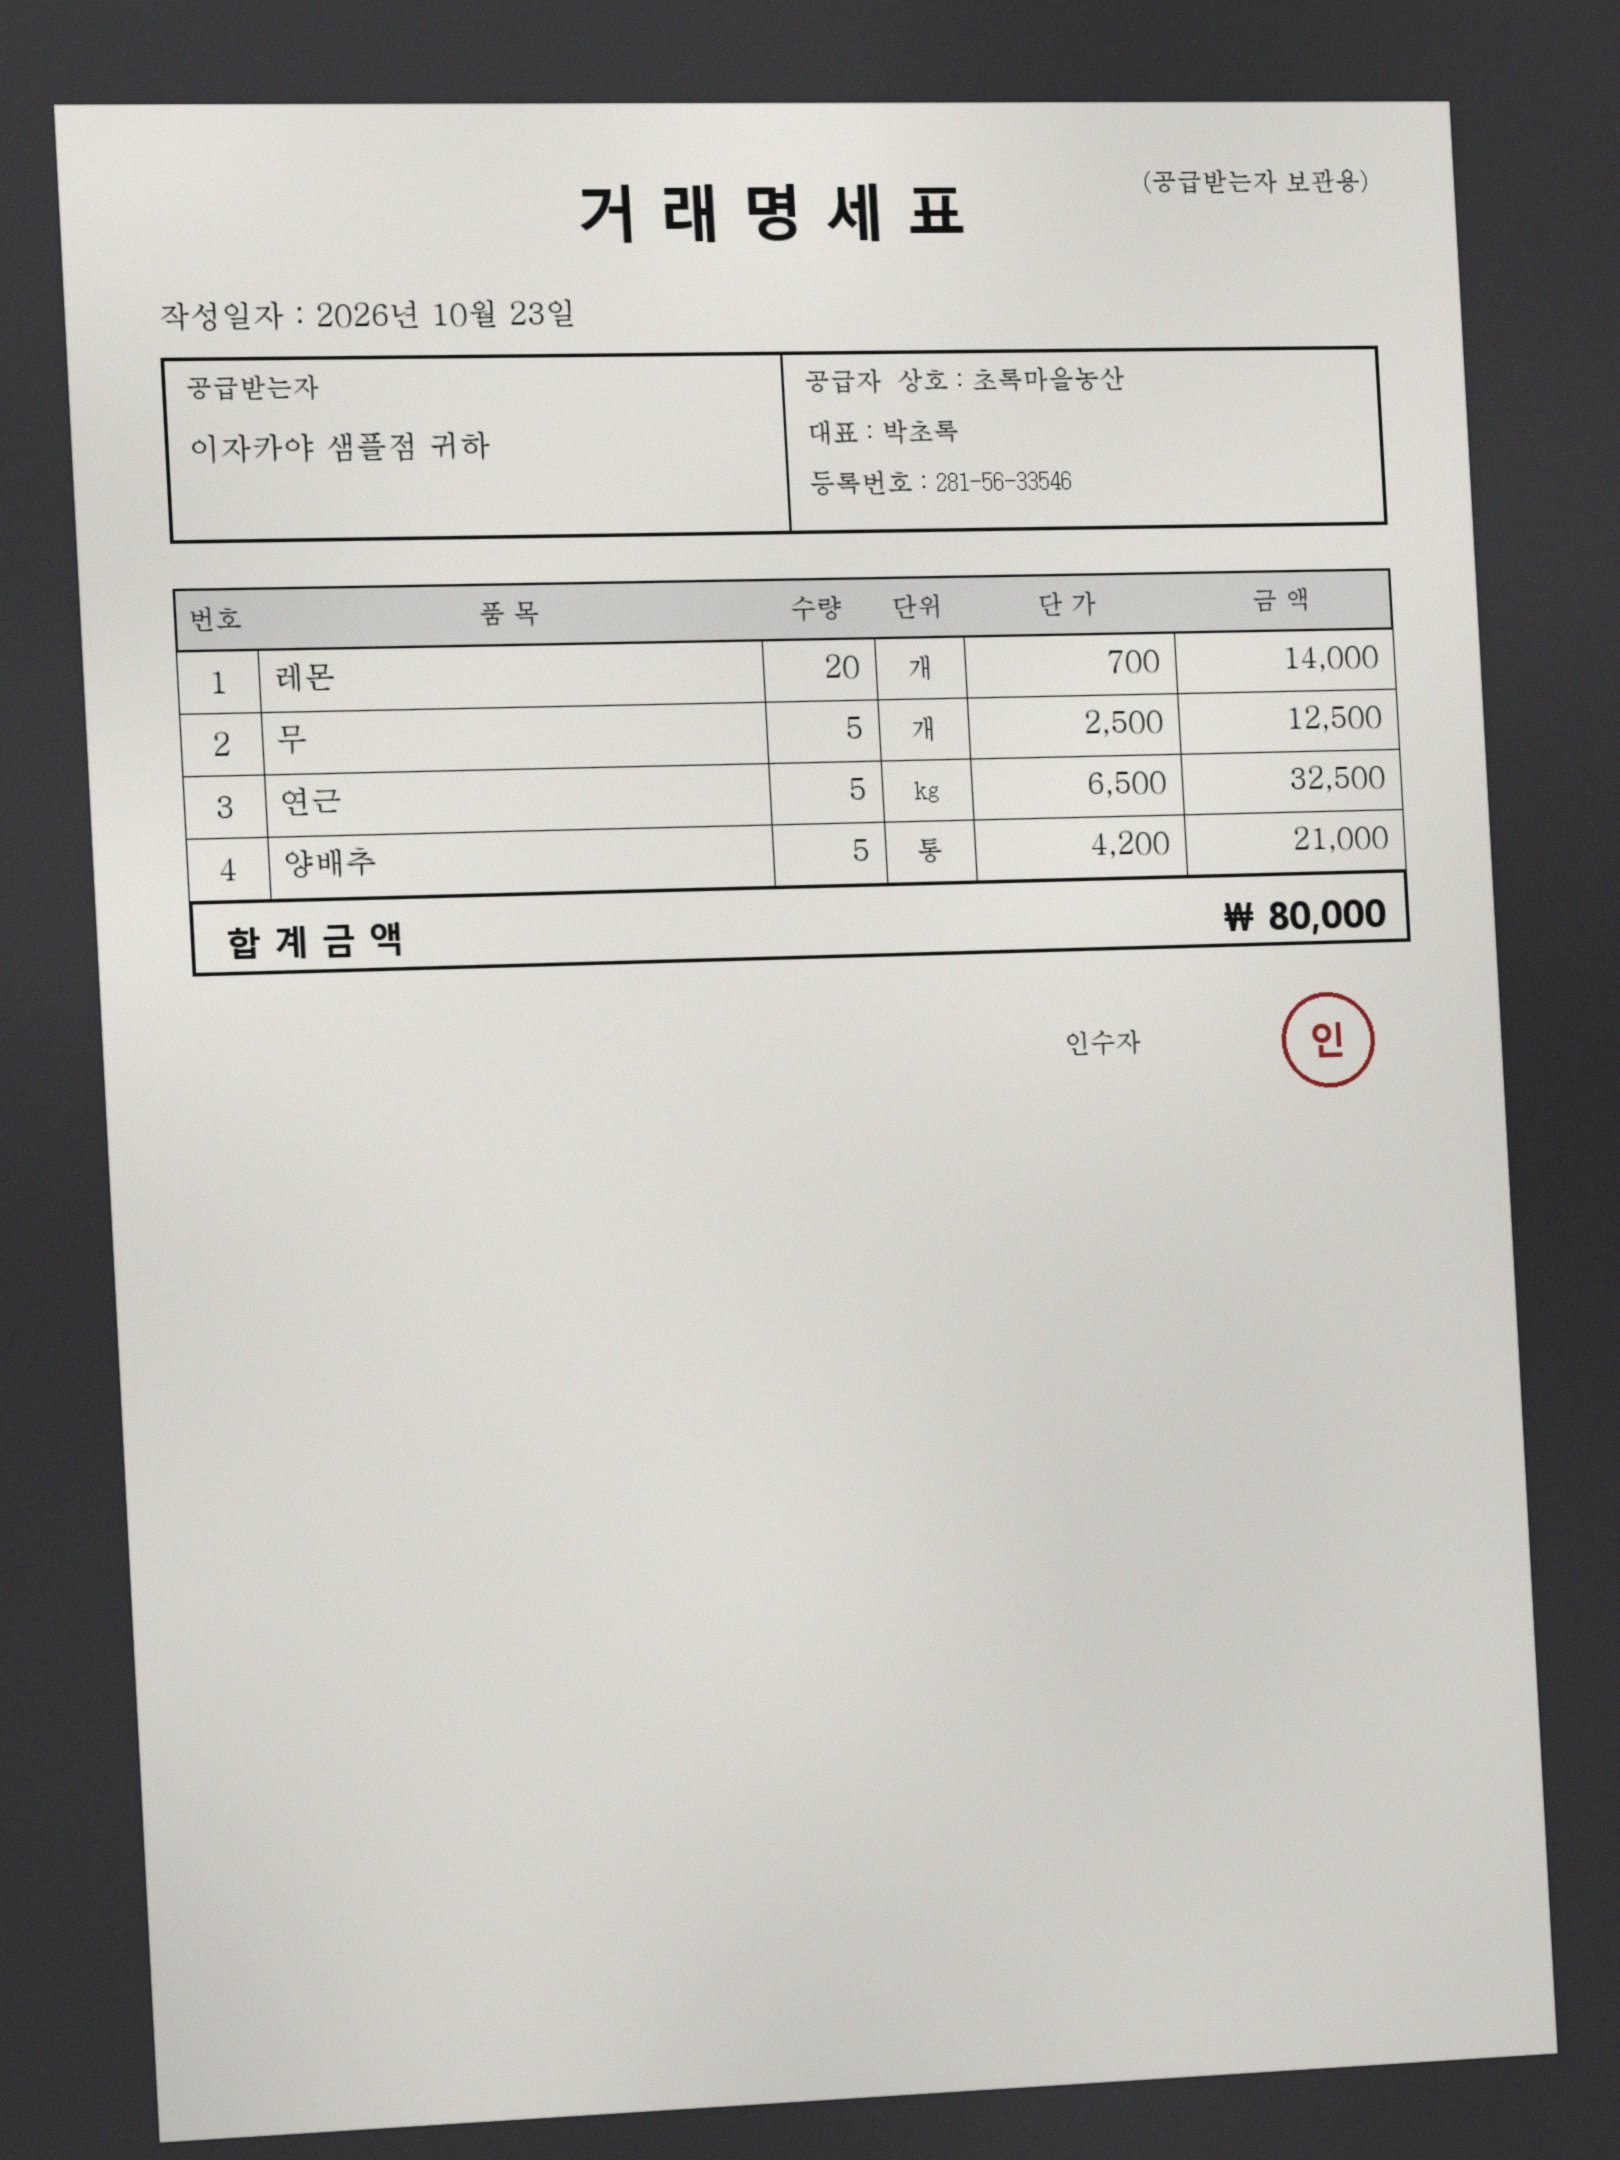 (공급받는자 보관용)
거 래 명 세 표
작성일자 : 2026년 10월 23일
공급받는자
이자카야 샘플점 귀하
공급자 상호 : 초록마을농산
대표 : 박초록
등록번호 : 281-56-33546
번호 품 목 수량 단위 단 가 금 액
1 레몬 20 개 700 14,000
2 무 5 개 2,500 12,500
3 연근 5 kg 6,500 32,500
4 양배추 5 통 4,200 21,000
합 계 금 액 ₩ 80,000
인수자 인